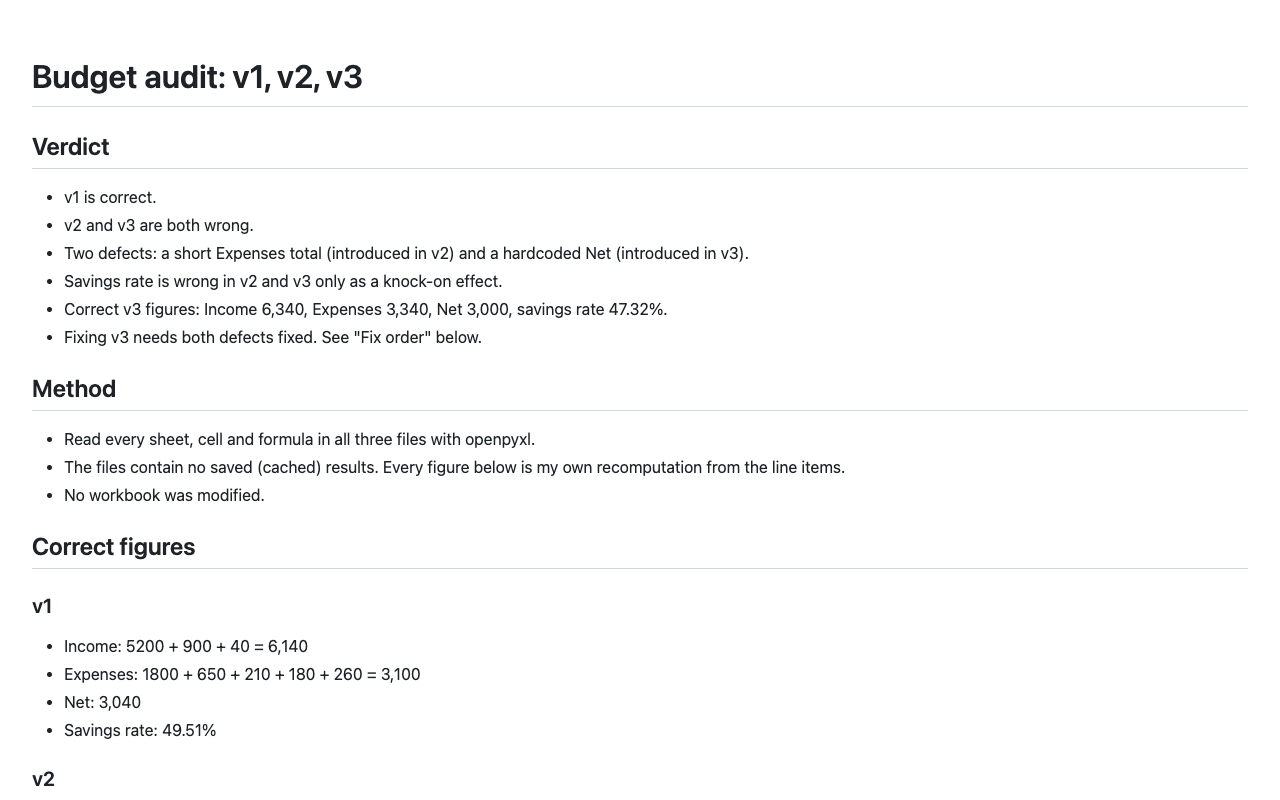 Budget audit: v1, v2, v3
Verdict
• v1 is correct.
• v2 and v3 are both wrong.
• Two defects: a short Expenses total (introduced in v2) and a hardcoded Net (introduced in v3).
• Savings rate is wrong in v2 and v3 only as a knock-on effect.
• Correct v3 figures: Income 6,340, Expenses 3,340, Net 3,000, savings rate 47.32%.
• Fixing v3 needs both defects fixed. See "Fix order" below.
Method
• Read every sheet, cell and formula in all three files with openpyxl.
• The files contain no saved (cached) results. Every figure below is my own recomputation from the line items.
• No workbook was modified.
Correct figures
v1
• Income: 5200 + 900 + 40 = 6,140
• Expenses: 1800 + 650 + 210 + 180 + 260 = 3,100
• Net: 3,040
• Savings rate: 49.51%
v2